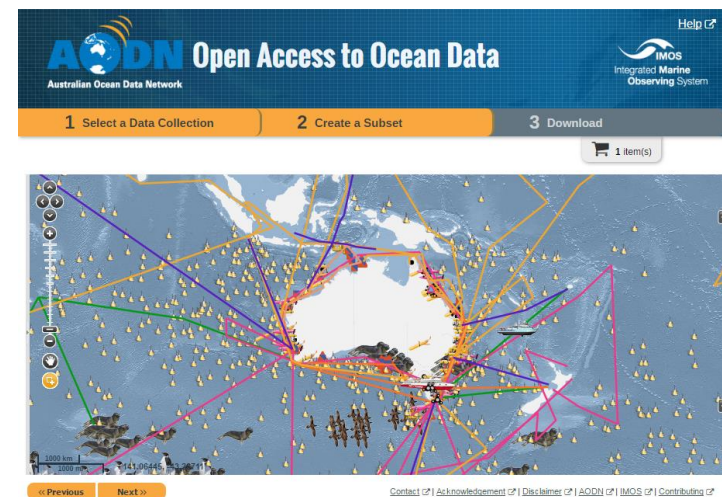 Help
AODN Open Access to Ocean Data
Australian Ocean Data Network
IMOS
Integrated Marine
Observing System
1 Select a Data Collection
2 Create a Subset
3 Download
1 item(s)
1000 km
1000 mi
« Previous
Next »
Contact | Acknowledgement | Disclaimer | AODN | IMOS | Contributing